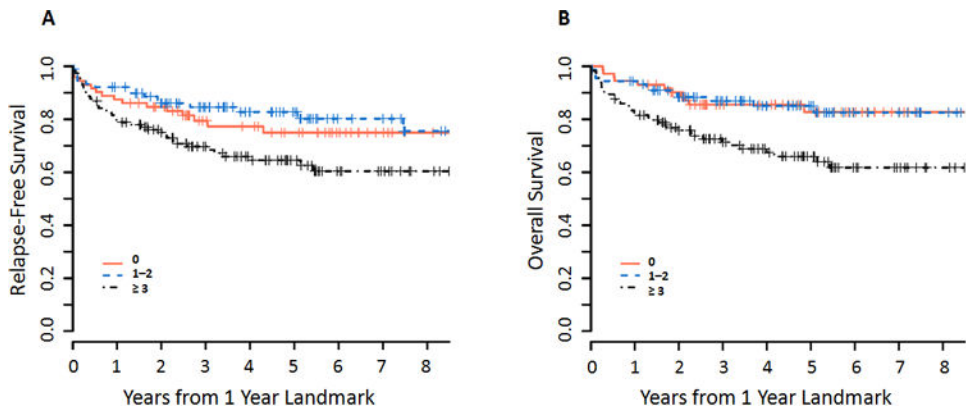 A
Relapse-Free Survival
1.0
0.8
0.6
0.4
0.2
0.0
0
1–2
≥ 3
0 1 2 3 4 5 6 7 8
Years from 1 Year Landmark
B
Overall Survival
1.0
0.8
0.6
0.4
0.2
0.0
0
1–2
≥ 3
0 1 2 3 4 5 6 7 8
Years from 1 Year Landmark